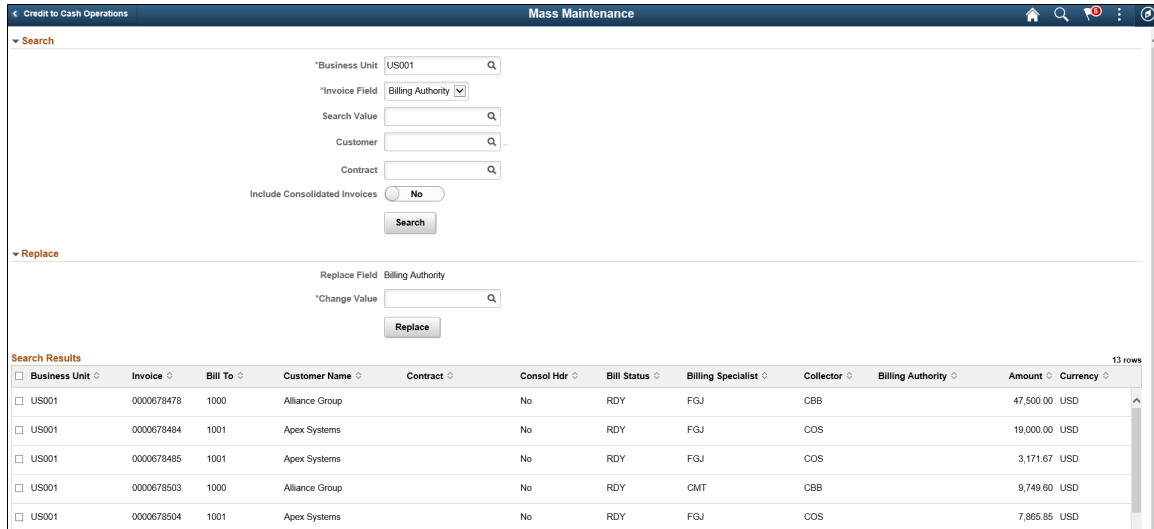 Credit to Cash Operations Mass Maintenance 6
Search
*Business Unit US001
*Invoice Field Billing Authority
Search Value
Customer ..
Contract
Include Consolidated Invoices No
Search
Replace
Replace Field Billing Authority
*Change Value
Replace
Search Results 13 rows
Business Unit Invoice Bill To Customer Name Contract Consol Hdr Bill Status Billing Specialist Collector Billing Authority Amount Currency
US001 0000678478 1000 Alliance Group No RDY FGJ CBB 47,500.00 USD
US001 0000678484 1001 Apex Systems No RDY FGJ COS 19,000.00 USD
US001 0000678485 1001 Apex Systems No RDY FGJ COS 3,171.67 USD
US001 0000678503 1000 Alliance Group No RDY CMT CBB 9,749.60 USD
US001 0000678504 1001 Apex Systems No RDY FGJ COS 7,865.85 USD